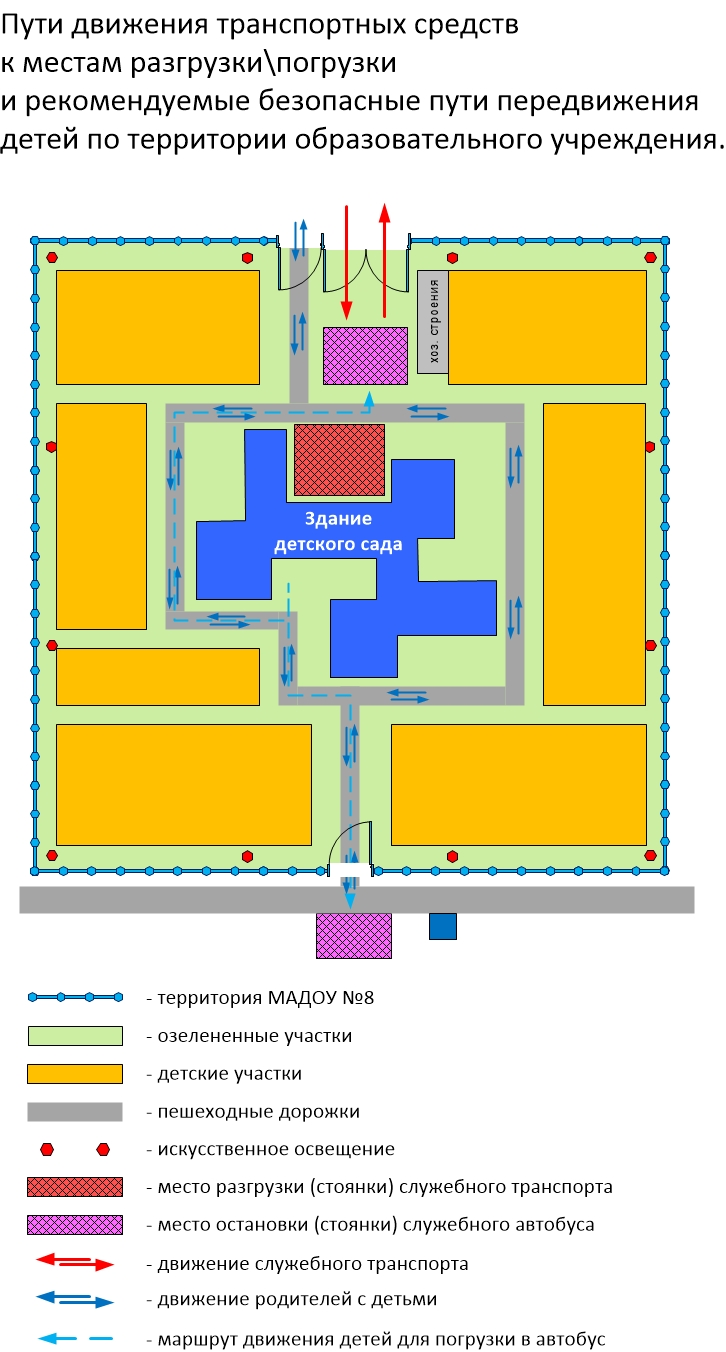 Пути движения транспортных средств
к местам разгрузки\погрузки
и рекомендуемые безопасные пути передвижения
детей по территории образовательного учреждения.
хоз. строения
Здание
детского сада
- территория МАДОУ №8
- озелененные участки
- детские участки
- пешеходные дорожки
- искусственное освещение
- место разгрузки (стоянки) служебного транспорта
- место остановки (стоянки) служебного автобуса
- движение служебного транспорта
- движение родителей с детьми
- маршрут движения детей для погрузки в автобус